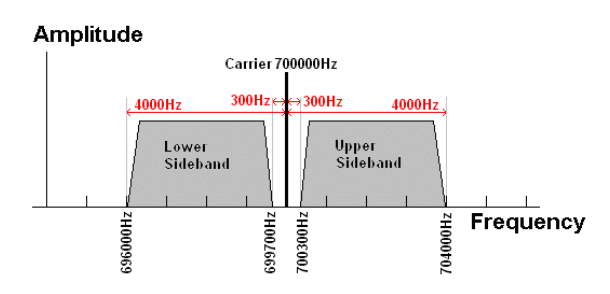 Amplitude
Carrier 700000Hz
4000Hz
300Hz
300Hz
4000Hz
Lower
Sideband
Upper
Sideband
696000Hz
699700Hz
700300Hz
704000Hz
Frequency